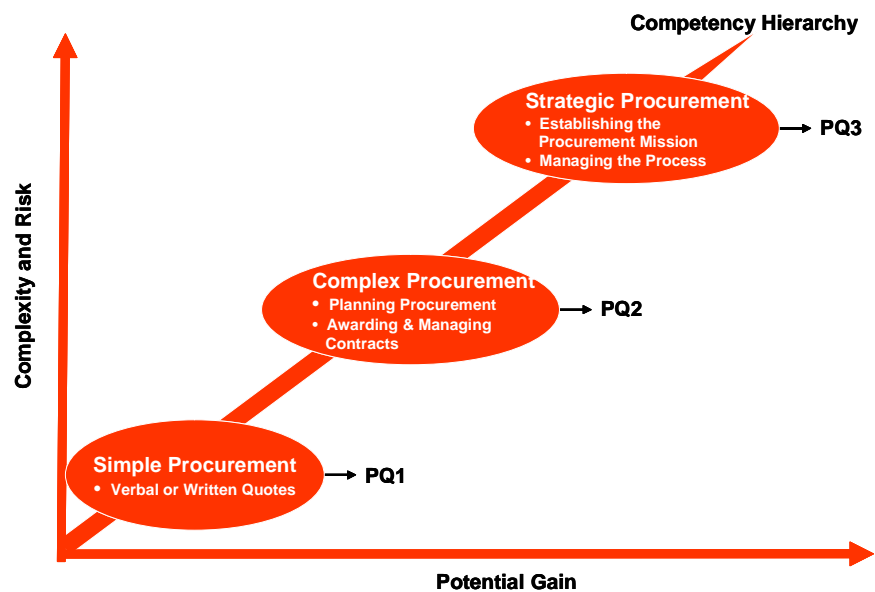 Competency Hierarchy
Strategic Procurement
• Establishing the
Procurement Mission
• Managing the Process
PQ3
Complex Procurement
• Planning Procurement
• Awarding & Managing
Contracts
PQ2
Simple Procurement
• Verbal or Written Quotes
PQ1
Complexity and Risk
Potential Gain